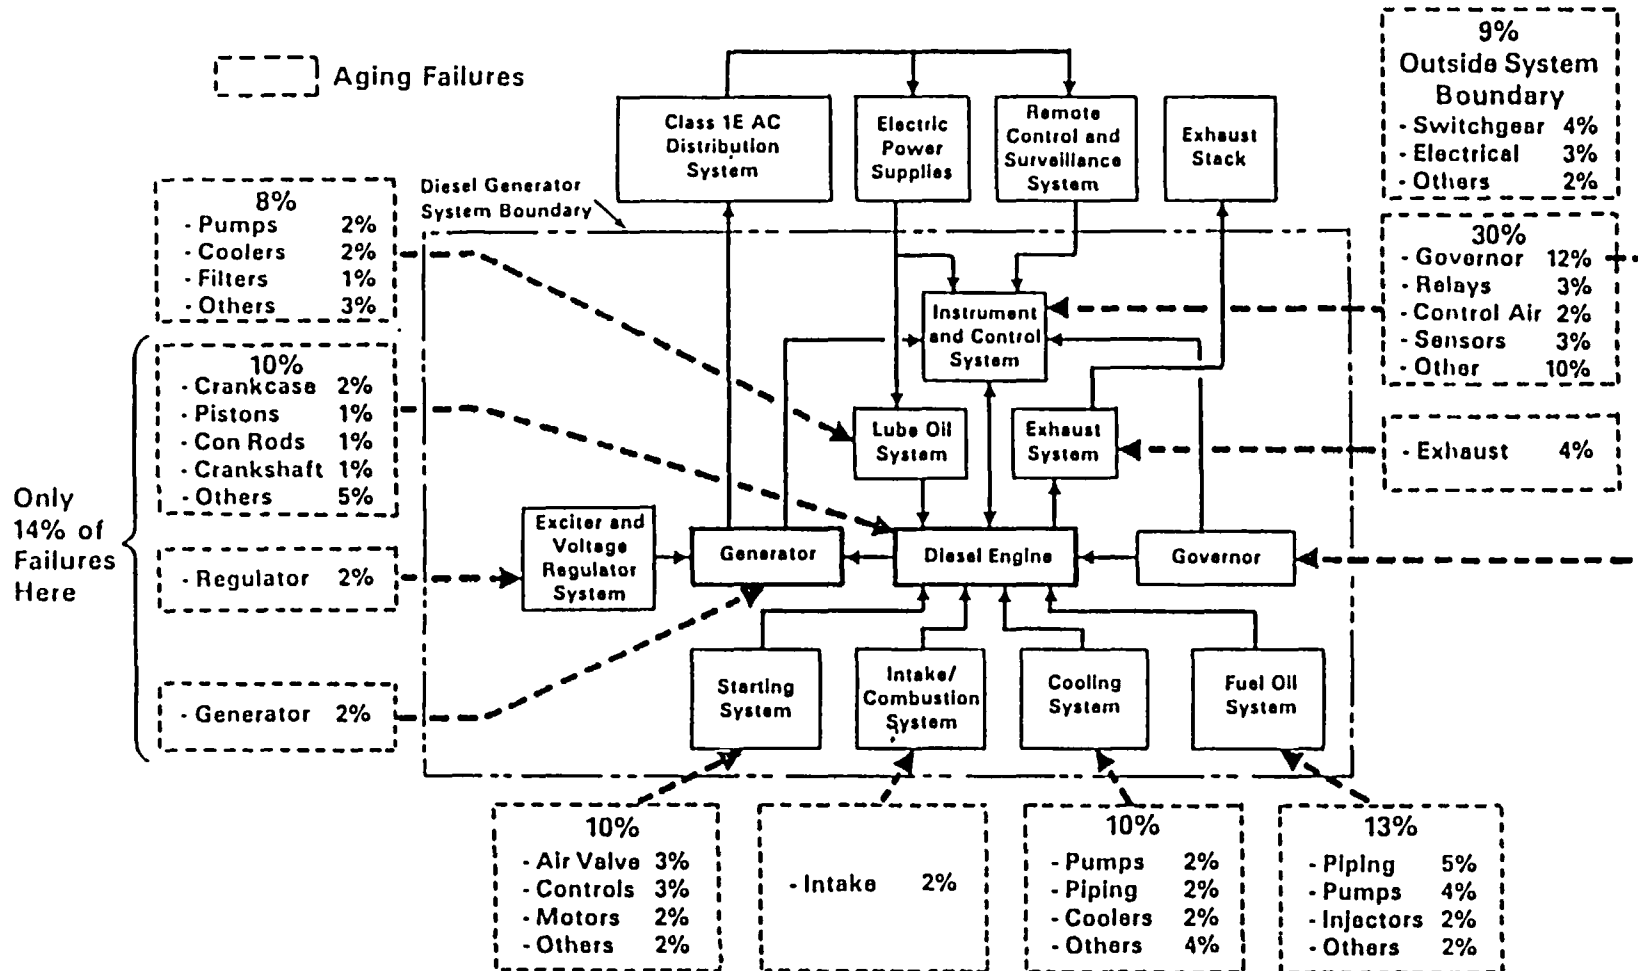 Aging Failures
9%
Outside System
Boundary
- Switchgear 4%
- Electrical 3%
- Others 2%
Class 1E AC
Distribution
System
Electric
Power
Supplies
Remote
Control and
Surveillance
System
Exhaust
Stack
Diesel Generator
System Boundary
8%
- Pumps 2%
- Coolers 2%
- Filters 1%
- Others 3%
30%
- Governor 12%
- Relays 3%
- Control Air 2%
- Sensors 3%
- Other 10%
Instrument
and Control
System
10%
- Crankcase 2%
- Pistons 1%
- Con Rods 1%
- Crankshaft 1%
- Others 5%
Lube Oil
System
Exhaust
System
- Exhaust 4%
Only
14% of
Failures
Here
- Regulator 2%
Exciter and
Voltage
Regulator
System
Generator
Diesel Engine
Governor
- Generator 2%
Starting
System
Intake/
Combustion
System
Cooling
System
Fuel Oil
System
10%
- Air Valve 3%
- Controls 3%
- Motors 2%
- Others 2%
- Intake 2%
10%
- Pumps 2%
- Piping 2%
- Coolers 2%
- Others 4%
13%
- Piping 5%
- Pumps 4%
- Injectors 2%
- Others 2%